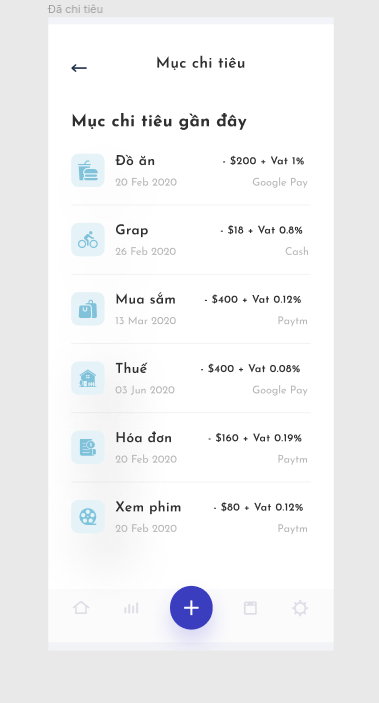 Đã chi tiêu
Mục chi tiêu
Mục chi tiêu gần đây
Đồ ăn
- $200 + Vat 1%
20 Feb 2020
Google Pay
Grap
- $18 + Vat 0.8%
26 Feb 2020
Cash
Mua sắm
- $400 + Vat 0.12%
13 Mar 2020
Paytm
Thuế
- $400 + Vat 0.08%
03 Jun 2020
Google Pay
Hóa đơn
- $160 + Vat 0.19%
20 Feb 2020
Paytm
Xem phim
- $80 + Vat 0.12%
20 Feb 2020
Paytm